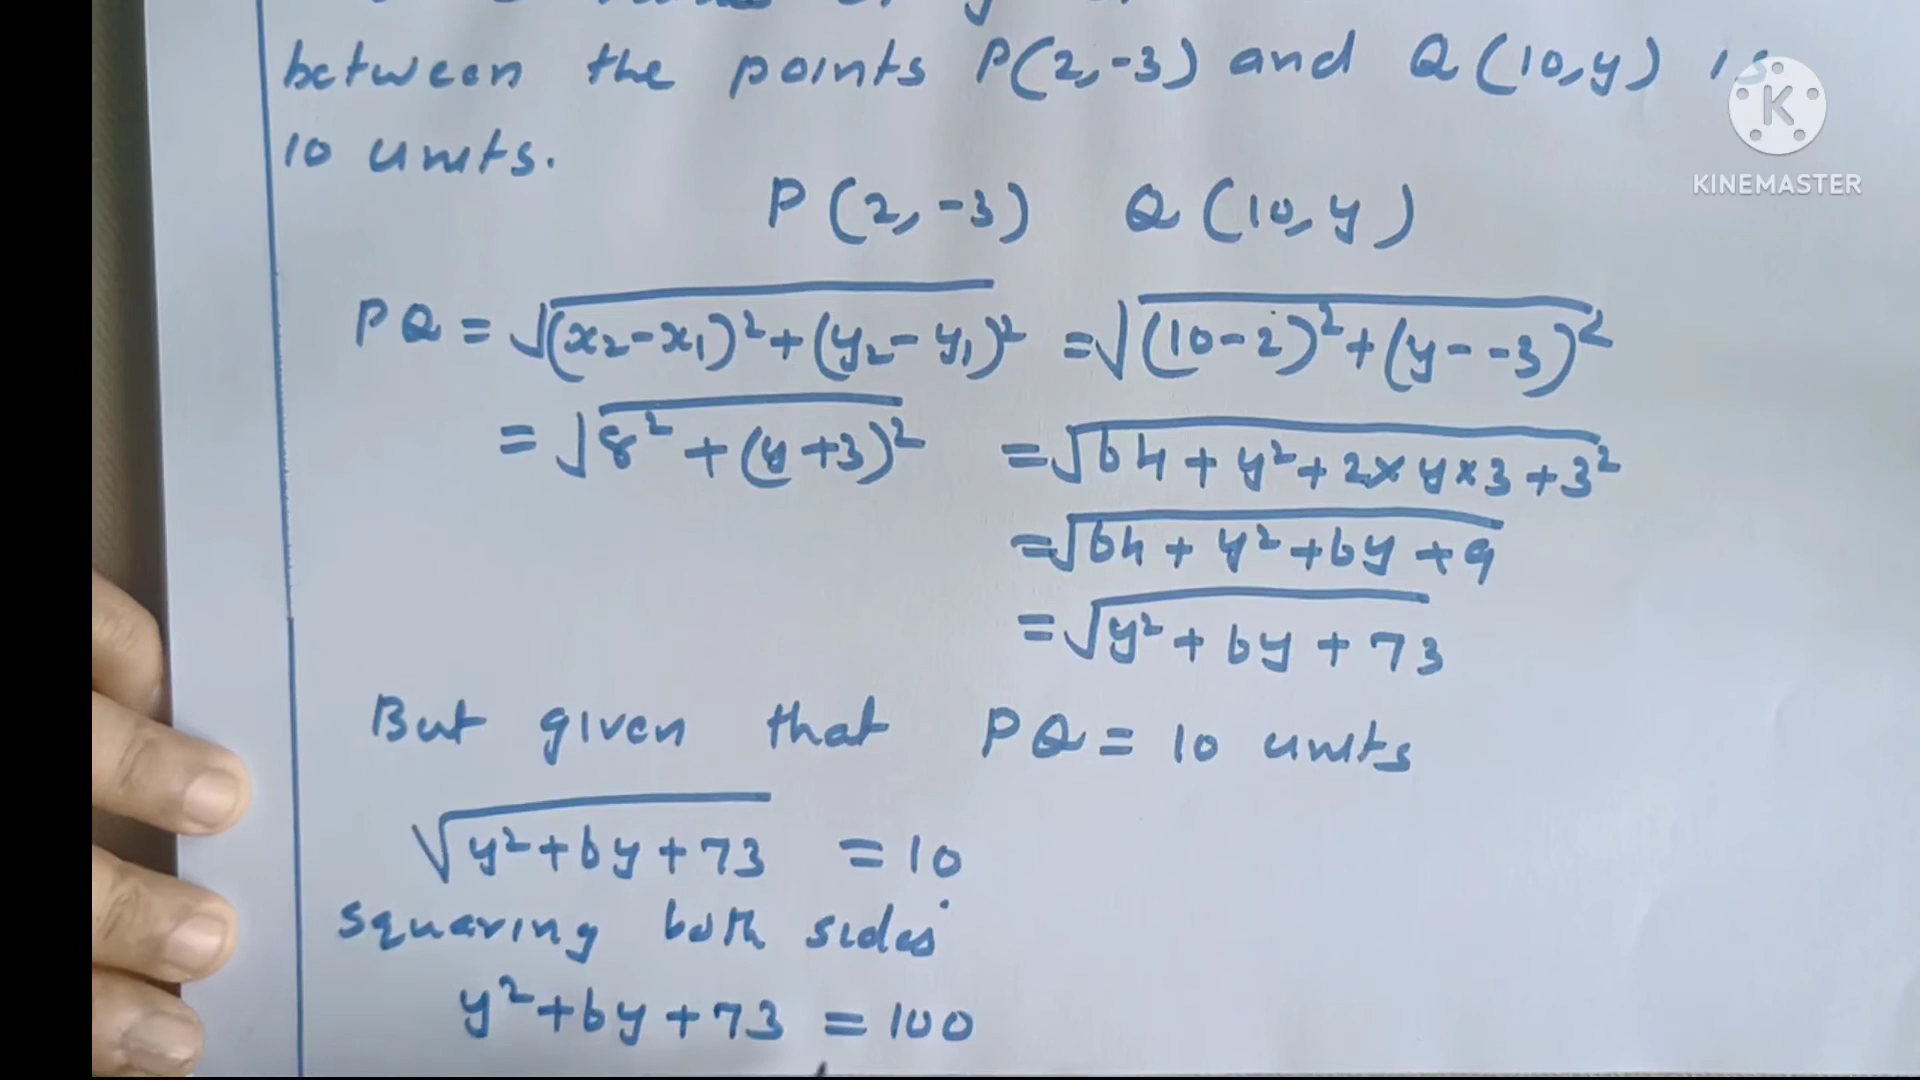 between the points P(2,-3) and Q(10,y) is
10 units.
KINEMASTER
P(2,-3) Q(10,y)
PQ = √(x₂-x₁)²+(y₂-y₁)² = √(10-2)²+(y--3)²
= √8²+(y+3)² = √64+y²+2×y×3+3²
= √64+y²+6y+9
= √y²+6y+73
But given that PQ = 10 units
√y²+6y+73 = 10
squaring both sides
y²+6y+73 = 100